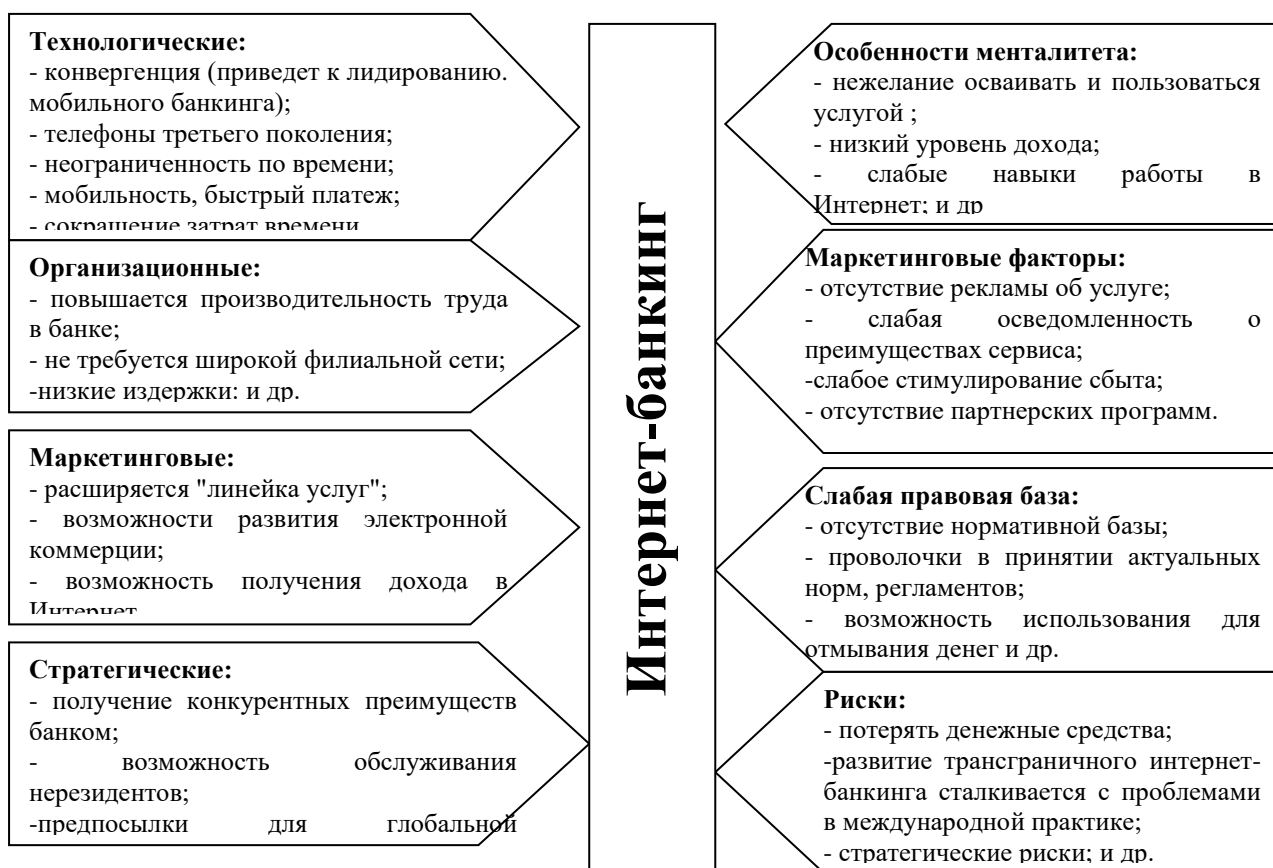 Технологические:
- конвергенция (приведет к лидированию.
мобильного банкинга);
- телефоны третьего поколения;
- неограниченность по времени;
- мобильность, быстрый платеж;
- сокращение затрат времени
Организационные:
- повышается производительность труда
в банке;
- не требуется широкой филиальной сети;
-низкие издержки: и др.
Маркетинговые:
- расширяется "линейка услуг";
- возможности развития электронной
коммерции;
- возможность получения дохода в
Интернет
Стратегические:
- получение конкурентных преимуществ
банком;
- возможность обслуживания
нерезидентов;
-предпосылки для глобальной
Интернет-банкинг
Особенности менталитета:
- нежелание осваивать и пользоваться
услугой ;
- низкий уровень дохода;
- слабые навыки работы в
Интернет; и др
Маркетинговые факторы:
- отсутствие рекламы об услуге;
- слабая осведомленность о
преимуществах сервиса;
-слабое стимулирование сбыта;
- отсутствие партнерских программ.
Слабая правовая база:
- отсутствие нормативной базы;
- проволочки в принятии актуальных
норм, регламентов;
- возможность использования для
отмывания денег и др.
Риски:
- потерять денежные средства;
-развитие трансграничного интернет-
банкинга сталкивается с проблемами
в международной практике;
- стратегические риски; и др.